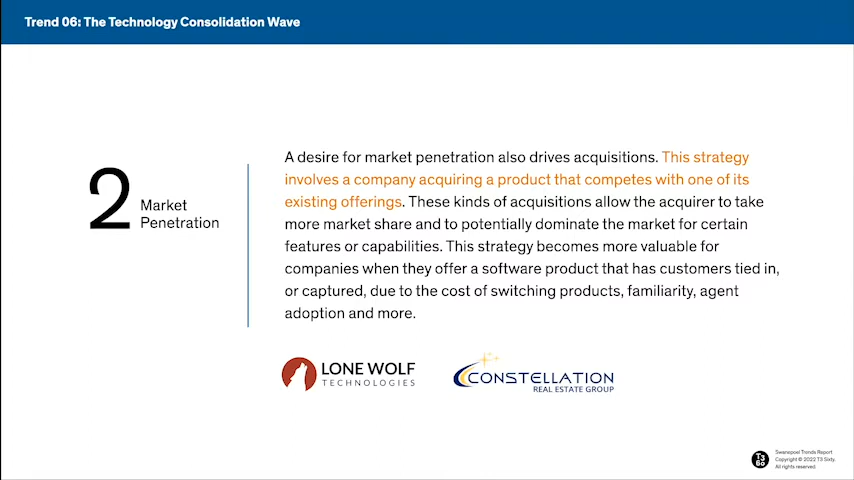 Trend 06: The Technology Consolidation Wave
2
Market
Penetration
A desire for market penetration also drives acquisitions. This strategy
involves a company acquiring a product that competes with one of its
existing offerings. These kinds of acquisitions allow the acquirer to take
more market share and to potentially dominate the market for certain
features or capabilities. This strategy becomes more valuable for
companies when they offer a software product that has customers tied in,
or captured, due to the cost of switching products, familiarity, agent
adoption and more.
LONE WOLF
TECHNOLOGIES
CONSTELLATION
REAL ESTATE GROUP
T3
60
Swanepoel Trends Report
Copyright © 2022 T3 Sixty.
All rights reserved.